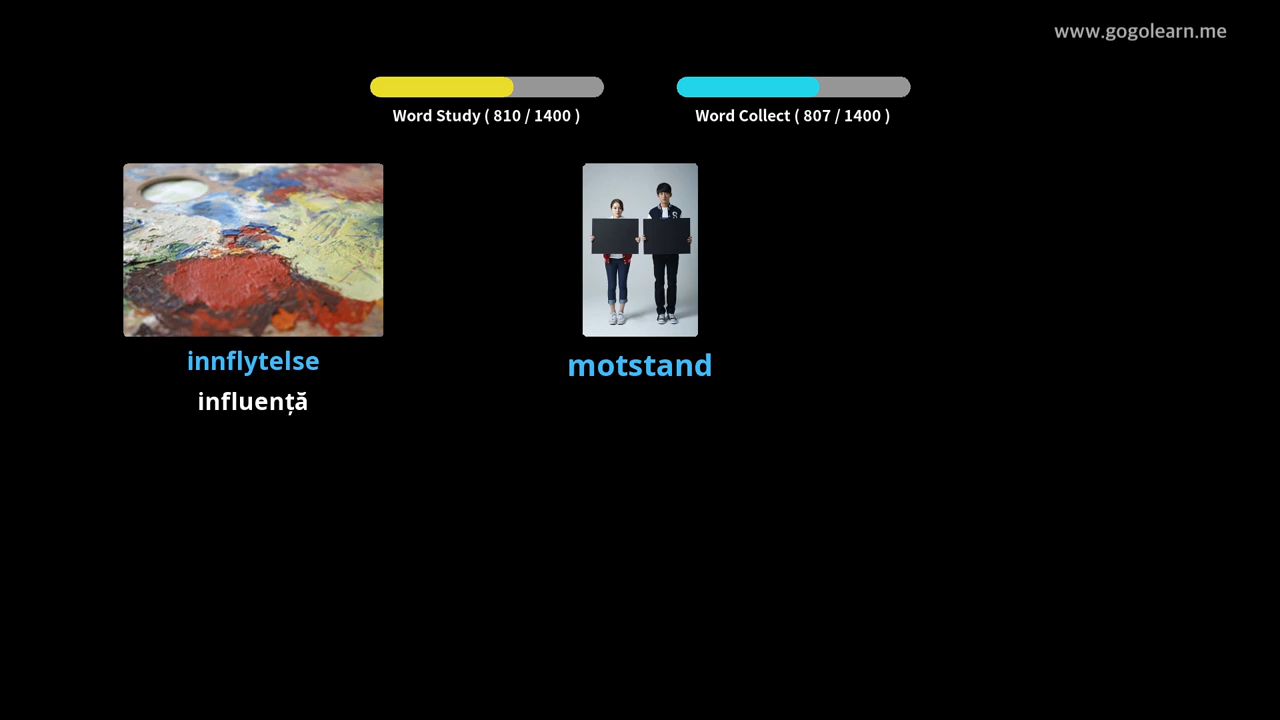 www.gogolearn.me
Word Study ( 810 / 1400 )
Word Collect ( 807 / 1400 )
innflytelse
influență
motstand